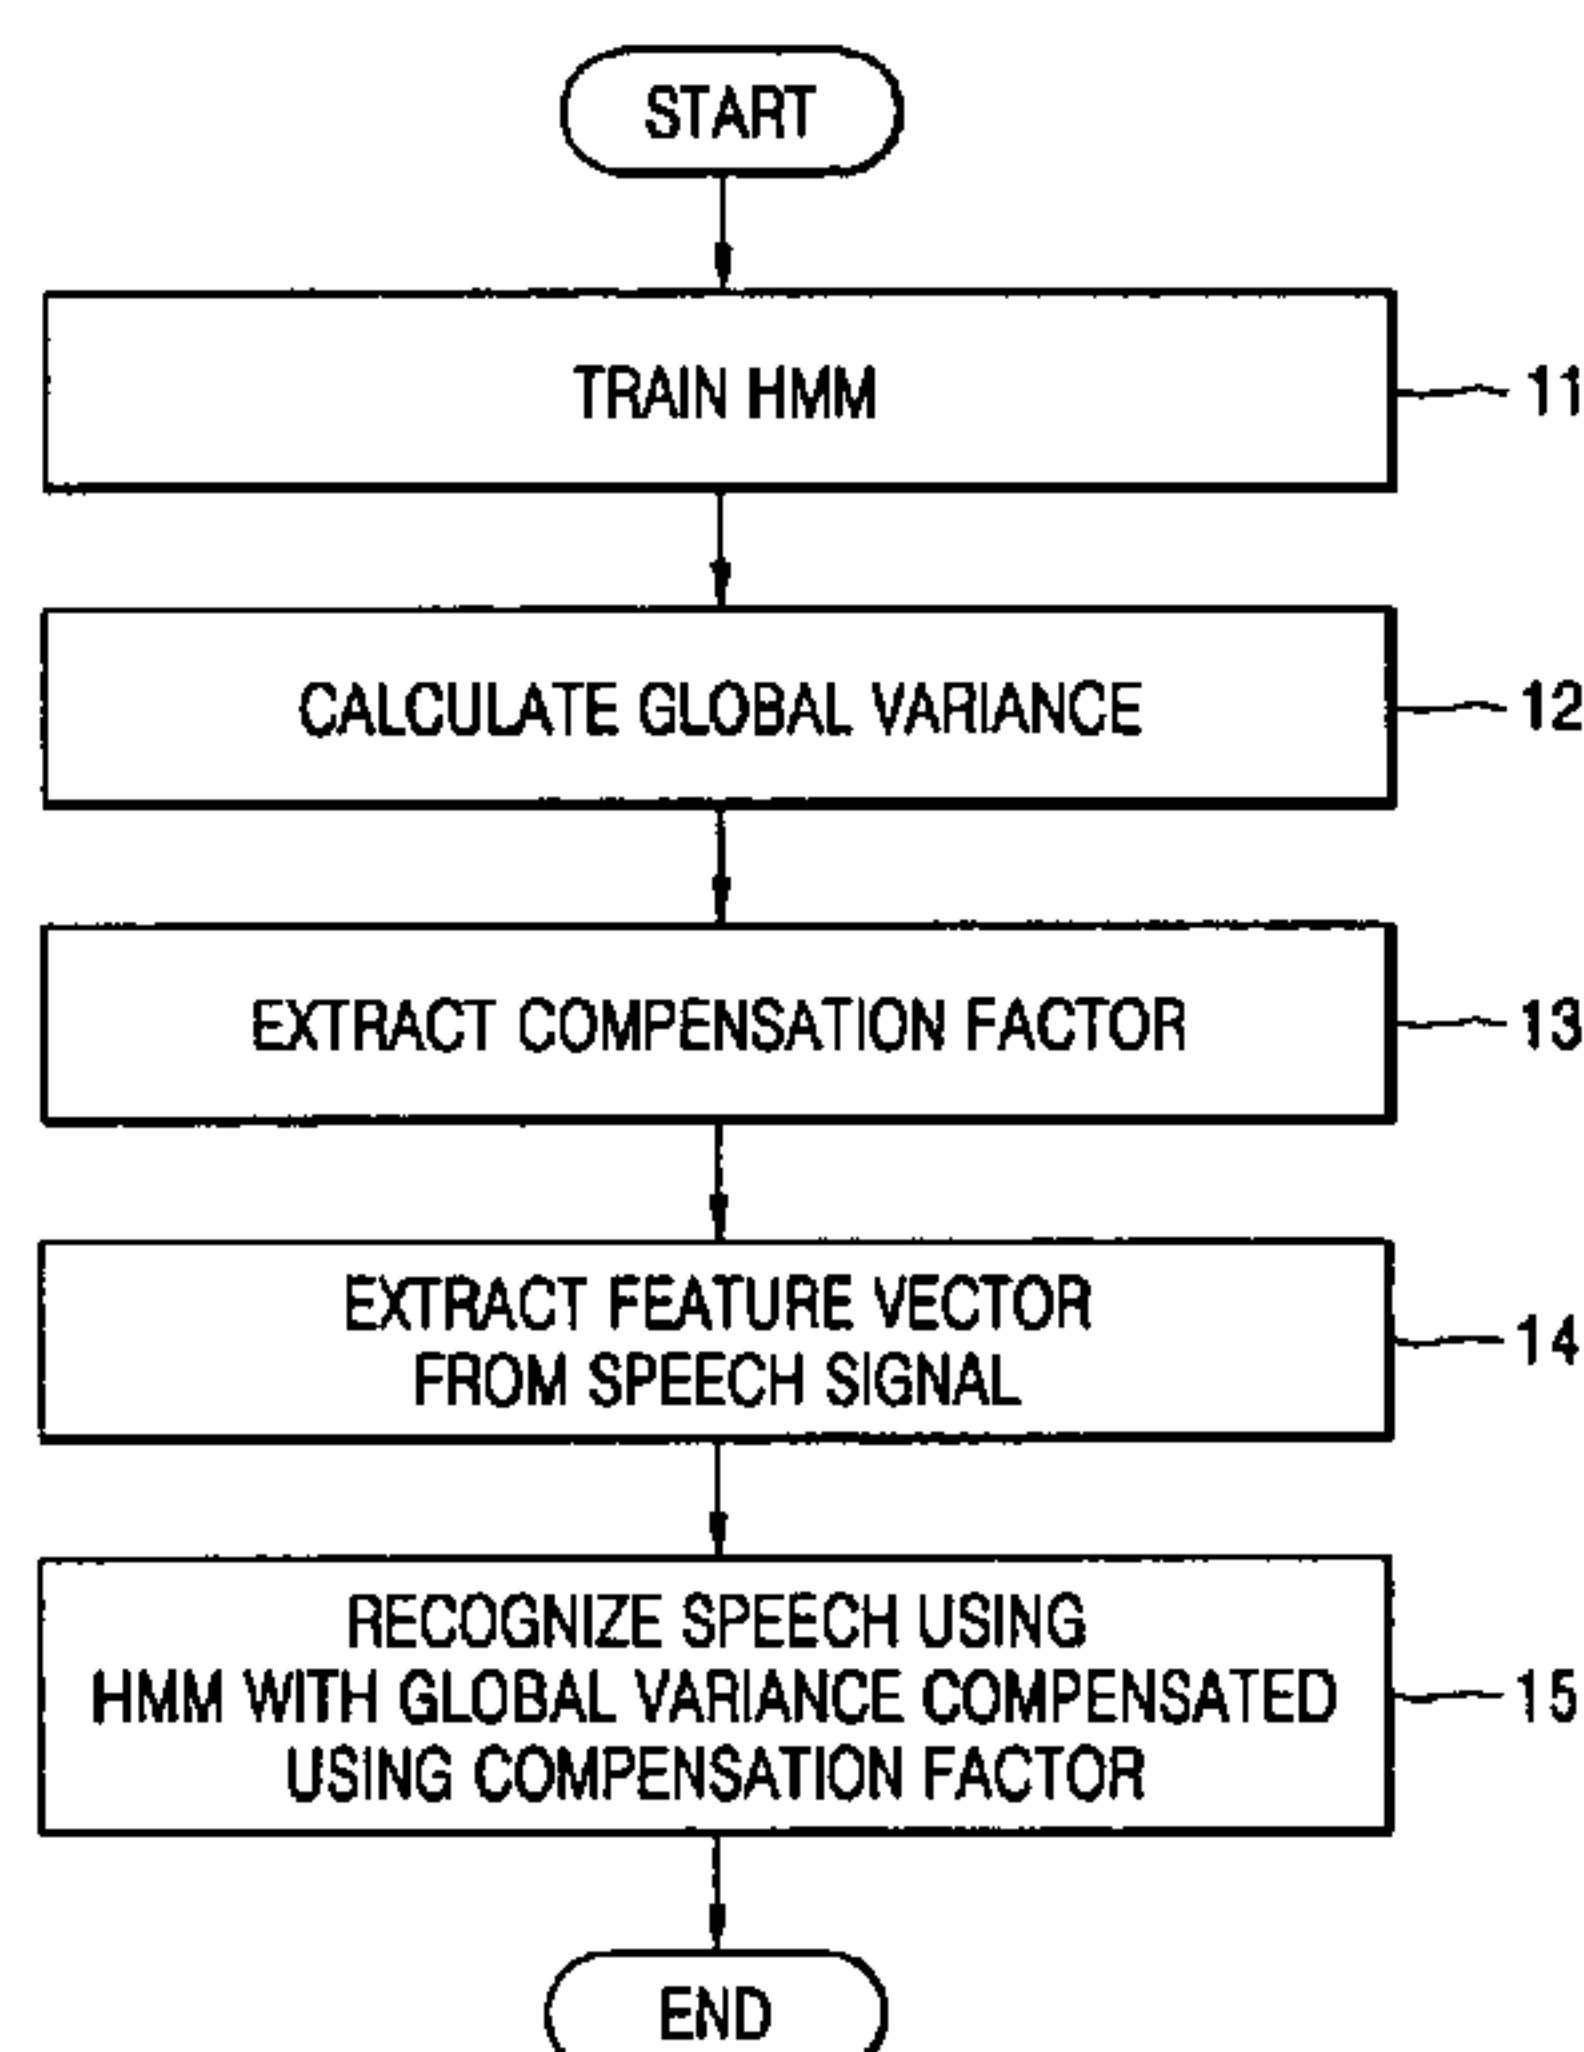 START
TRAIN HMM
11
CALCULATE GLOBAL VARIANCE
12
EXTRACT COMPENSATION FACTOR
13
EXTRACT FEATURE VECTOR
FROM SPEECH SIGNAL
14
RECOGNIZE SPEECH USING
HMM WITH GLOBAL VARIANCE COMPENSATED
USING COMPENSATION FACTOR
15
END